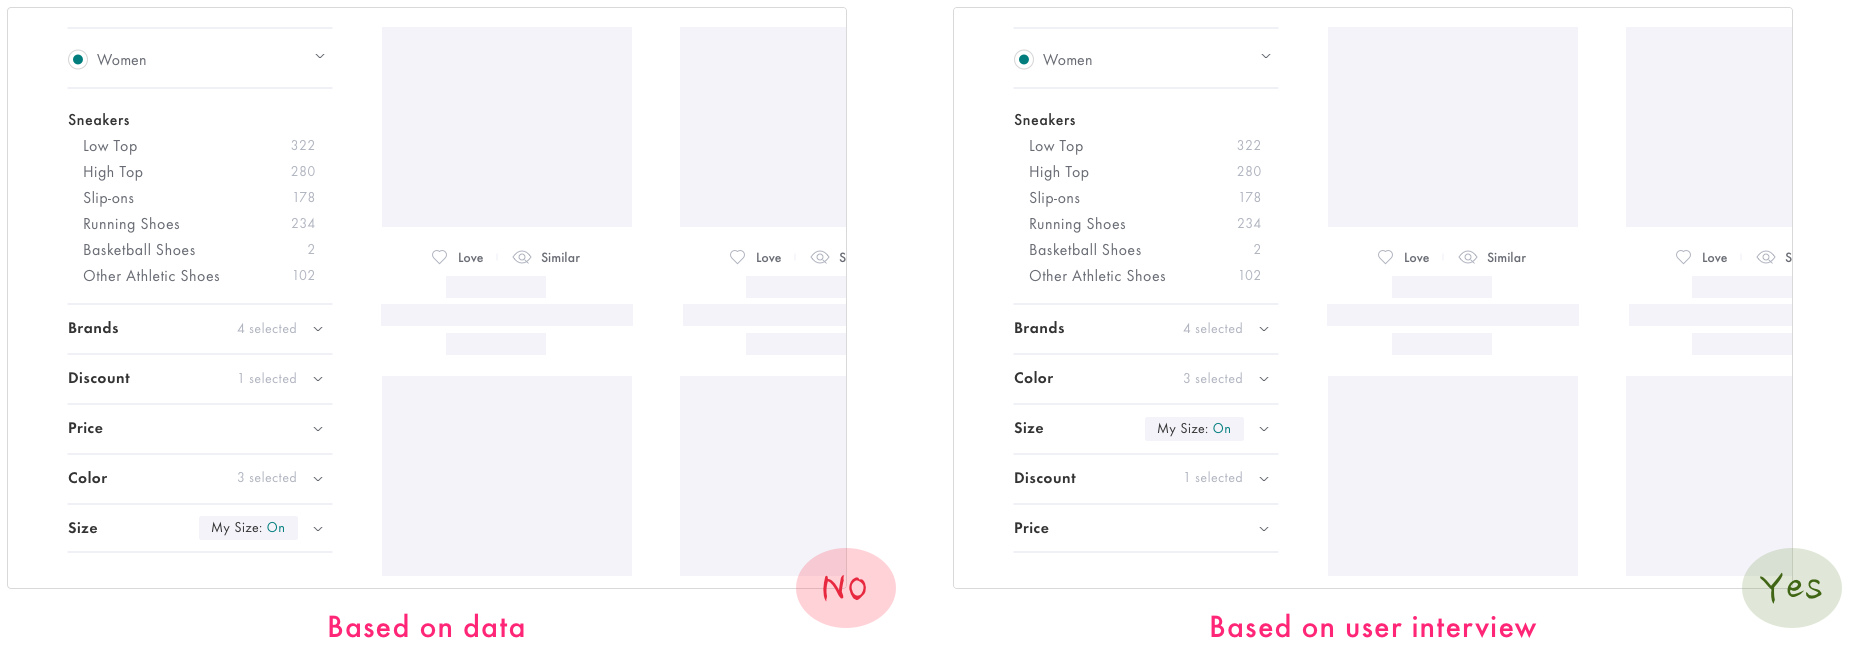 Women
Sneakers
Low Top 322
High Top 280
Slip-ons 178
Running Shoes 234
Basketball Shoes 2
Other Athletic Shoes 102
Brands 4 selected
Discount 1 selected
Price
Color 3 selected
Size My Size: On
Love Similar Love S
NO
Based on data
Women
Sneakers
Low Top 322
High Top 280
Slip-ons 178
Running Shoes 234
Basketball Shoes 2
Other Athletic Shoes 102
Brands 4 selected
Color 3 selected
Size My Size: On
Discount 1 selected
Price
Love Similar Love S
Yes
Based on user interview